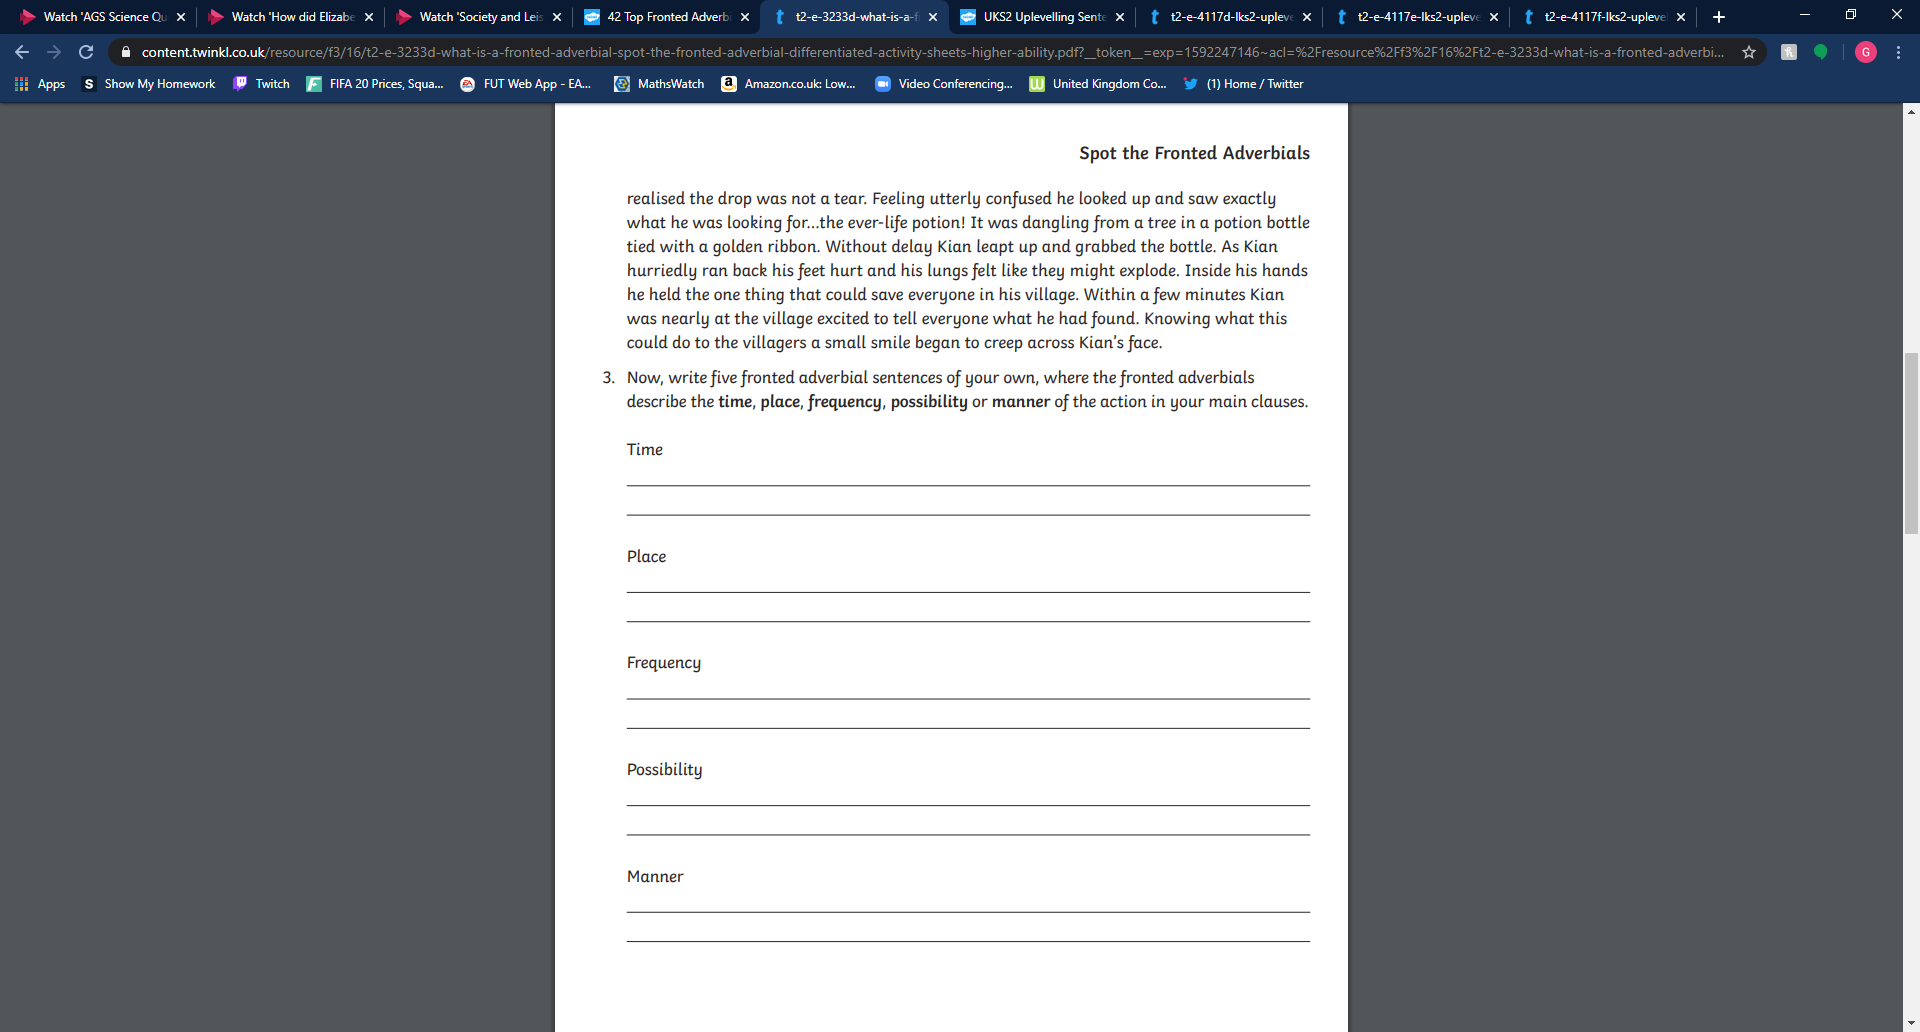 Watch 'AGS Science Qu
Watch 'How did Elizabe
Watch 'Society and Leis
42 Top Fronted Adverbi
t2-e-3233d-what-is-a-f
UKS2 Uplevelling Sente
t2-e-4117d-lks2-upleve
t2-e-4117e-lks2-upleve
t2-e-4117f-lks2-upleve
content.twinkl.co.uk/resource/f3/16/t2-e-3233d-what-is-a-fronted-adverbial-spot-the-fronted-adverbial-differentiated-activity-sheets-higher-ability.pdf?__token__=exp=1592247146~acl=%2Fresource%2Ff3%2F16%2Ft2-e-3233d-what-is-a-fronted-adverbi...
G
Apps
S Show My Homework
Twitch
FIFA 20 Prices, Squa...
FUT Web App - EA...
MathsWatch
a Amazon.co.uk: Low...
Video Conferencing...
United Kingdom Co...
(1) Home / Twitter
Spot the Fronted Adverbials
realised the drop was not a tear. Feeling utterly confused he looked up and saw exactly
what he was looking for...the ever-life potion! It was dangling from a tree in a potion bottle
tied with a golden ribbon. Without delay Kian leapt up and grabbed the bottle. As Kian
hurriedly ran back his feet hurt and his lungs felt like they might explode. Inside his hands
he held the one thing that could save everyone in his village. Within a few minutes Kian
was nearly at the village excited to tell everyone what he had found. Knowing what this
could do to the villagers a small smile began to creep across Kian's face.
3. Now, write five fronted adverbial sentences of your own, where the fronted adverbials
describe the time, place, frequency, possibility or manner of the action in your main clauses.
Time
Place
Frequency
Possibility
Manner